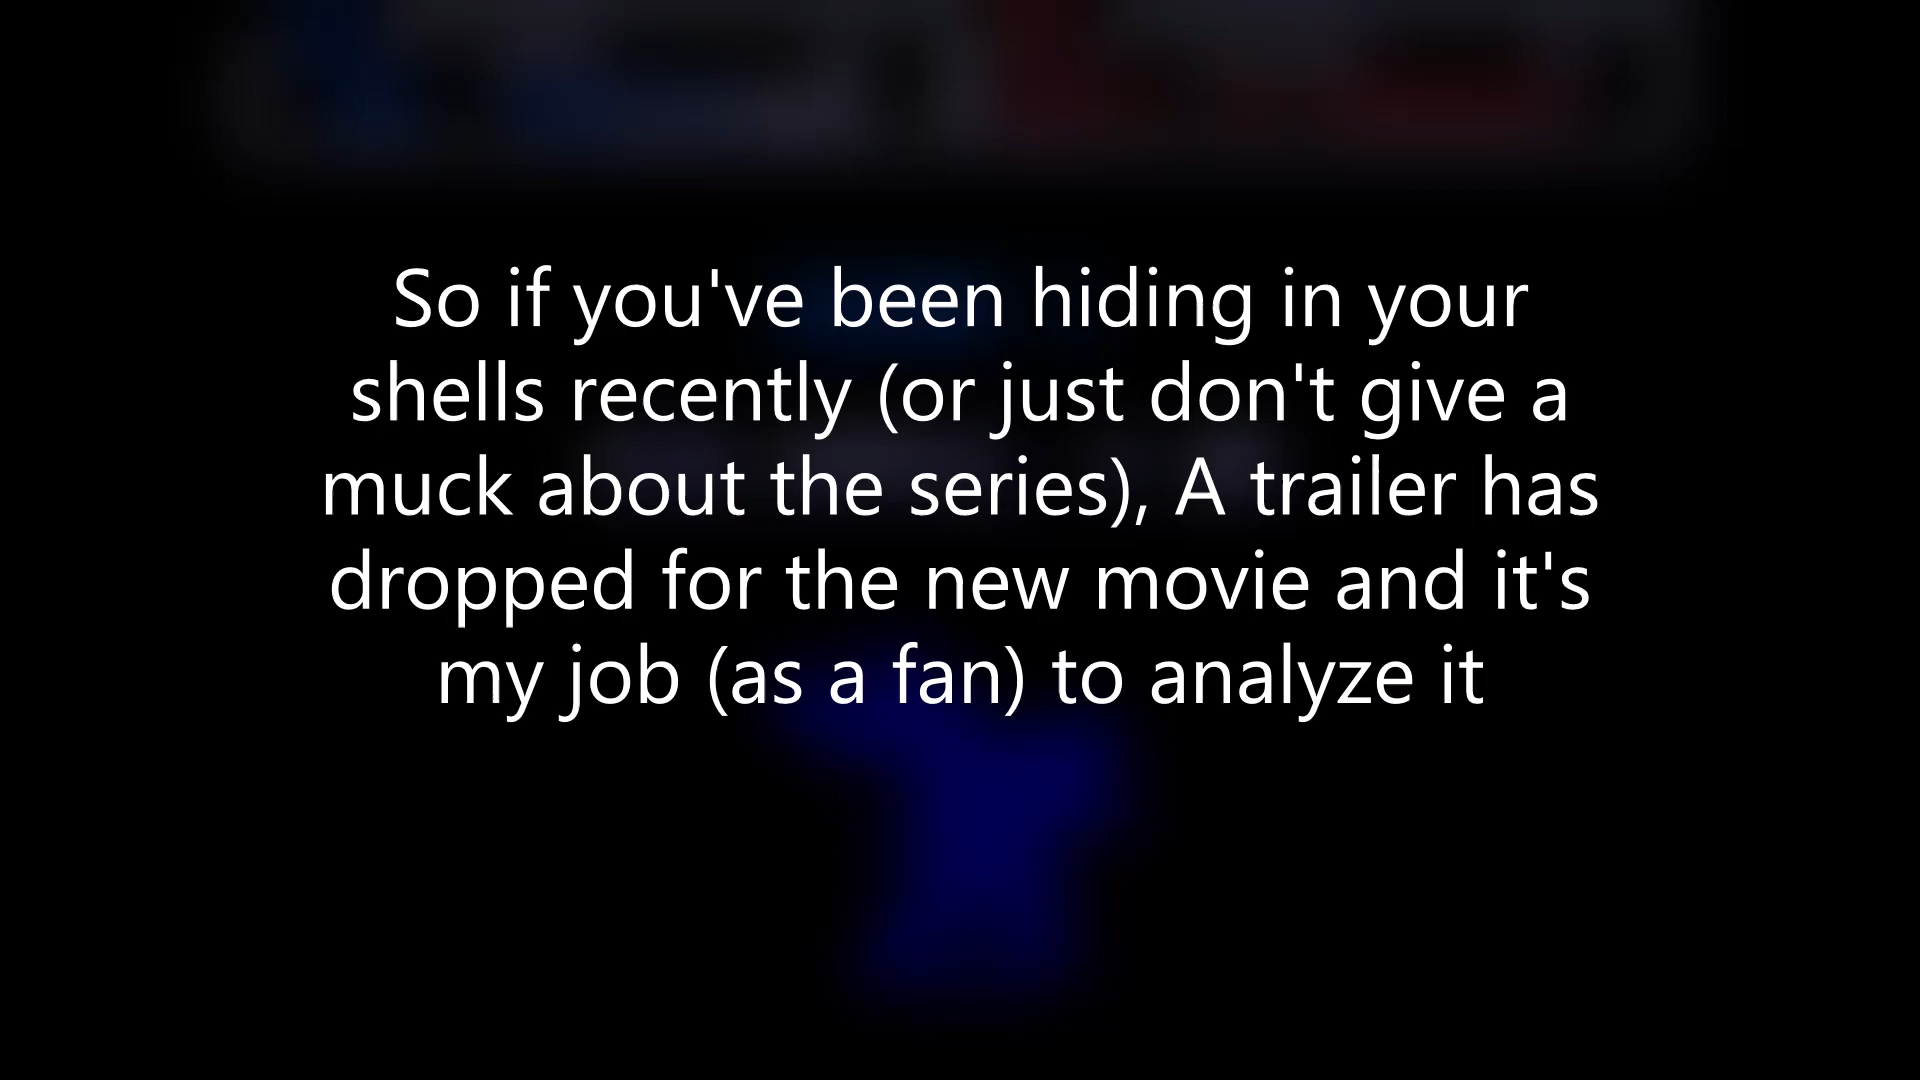 So if you've been hiding in your
shells recently (or just don't give a
muck about the series), A trailer has
dropped for the new movie and it's
my job (as a fan) to analyze it